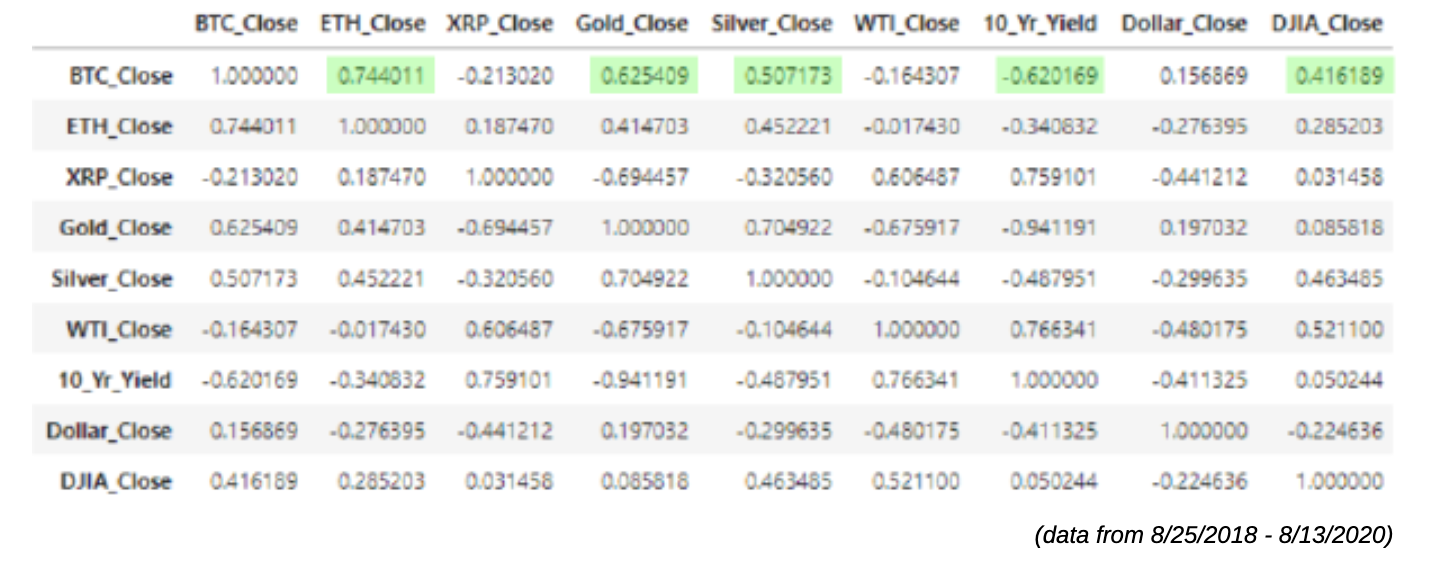 BTC_Close ETH_Close XRP_Close Gold_Close Silver_Close WTI_Close 10_Yr_Yield Dollar_Close DJIA_Close
BTC_Close 1.000000 0.744011 -0.213020 0.625409 0.507173 -0.164307 -0.620169 0.156869 0.416189
ETH_Close 0.744011 1.000000 0.187470 0.414703 0.452221 -0.017430 -0.340832 -0.276395 0.285203
XRP_Close -0.213020 0.187470 1.000000 -0.694457 -0.320560 0.606487 0.759101 -0.441212 0.031458
Gold_Close 0.625409 0.414703 -0.694457 1.000000 0.704922 -0.675917 -0.941191 0.197032 0.085818
Silver_Close 0.507173 0.452221 -0.320560 0.704922 1.000000 -0.104644 -0.487951 -0.299635 0.463485
WTI_Close -0.164307 -0.017430 0.606487 -0.675917 -0.104644 1.000000 0.766341 -0.480175 0.521100
10_Yr_Yield -0.620169 -0.340832 0.759101 -0.941191 -0.487951 0.766341 1.000000 -0.411325 0.050244
Dollar_Close 0.156869 -0.276395 -0.441212 0.197032 -0.299635 -0.480175 -0.411325 1.000000 -0.224636
DJIA_Close 0.416189 0.285203 0.031458 0.085818 0.463485 0.521100 0.050244 -0.224636 1.000000
(data from 8/25/2018 - 8/13/2020)